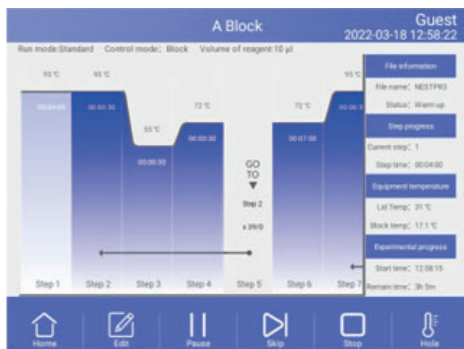 A Block
Guest
2022-03-18 12:58:22
Run mode:Standard Control mode: Block Volume of reagent:10 µl
95 ℃ 95 ℃ 55 ℃ 72 ℃ 72 ℃ 95 ℃
00:04:00 00:00:30 00:00:30 00:00:30 00:07:00
GO
TO
Step 2
x 39/0
Step 1 Step 2 Step 3 Step 4 Step 5 Step 6 Step 7
File information
File name: NESTPR3
Status: Warm up
Step progress
Current step: 1
Step time: 00:04:00
Equipment temperature
Lid Temp: 31 ℃
Block temp: 17.1 ℃
Experimental progress
Start time: 12:58:15
Remain time: 3h 5m
Home Edit Pause Skip Stop Hole